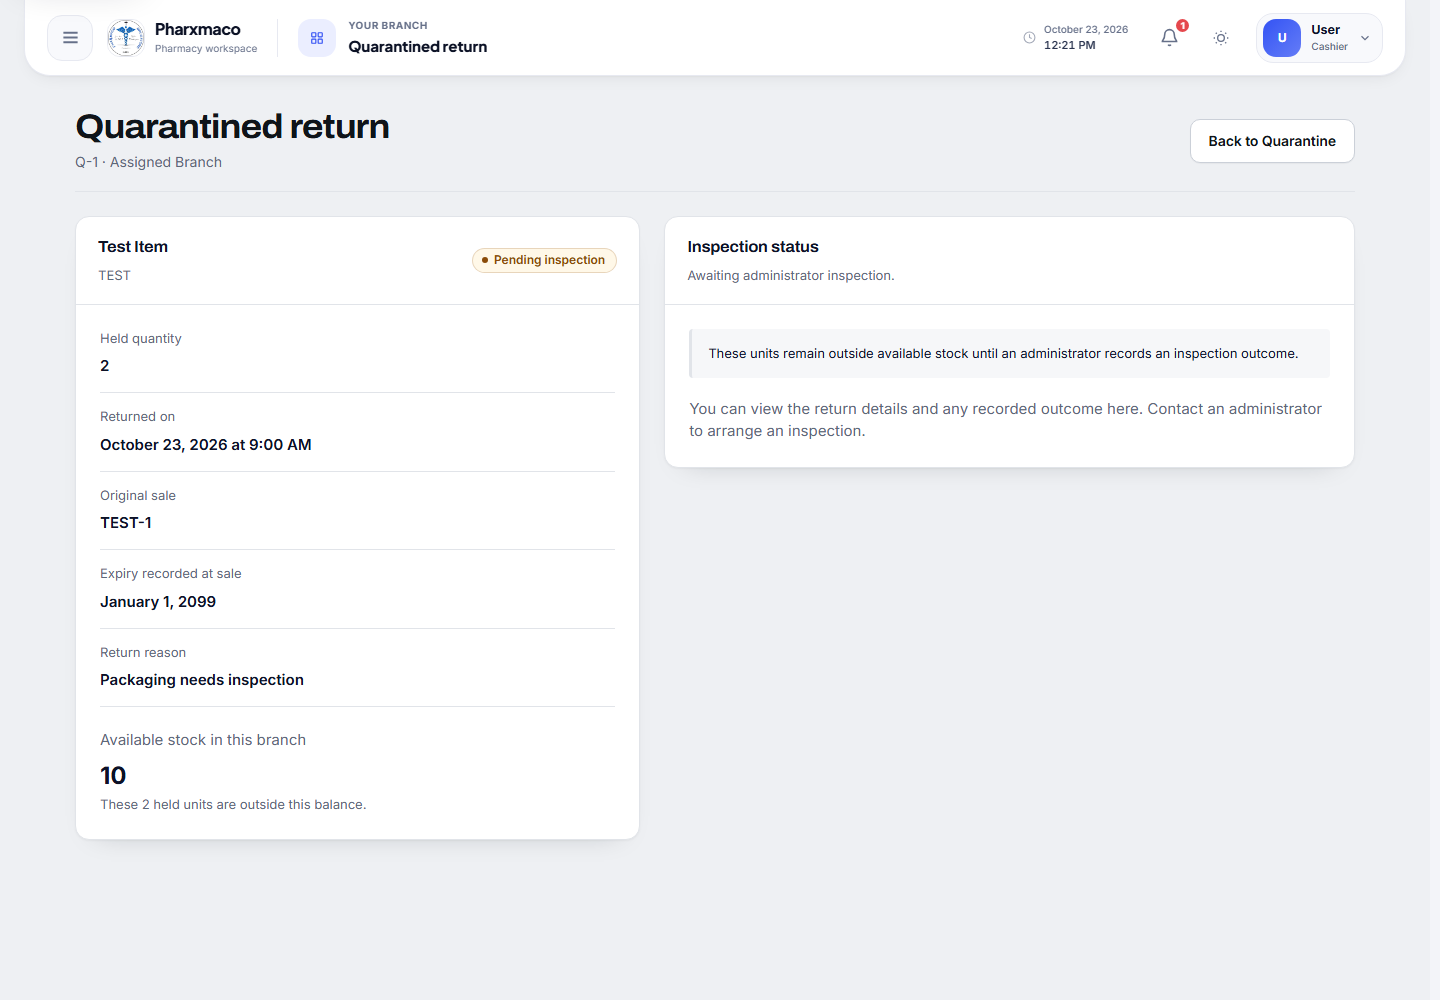 Pharxmaco
Pharmacy workspace
YOUR BRANCH
Quarantined return
October 23, 2026
12:21 PM
1
U
User
Cashier
Quarantined return
Q-1 · Assigned Branch
Back to Quarantine
Test Item
TEST
Pending inspection
Held quantity
2
Returned on
October 23, 2026 at 9:00 AM
Original sale
TEST-1
Expiry recorded at sale
January 1, 2099
Return reason
Packaging needs inspection
Available stock in this branch
10
These 2 held units are outside this balance.
Inspection status
Awaiting administrator inspection.
These units remain outside available stock until an administrator records an inspection outcome.
You can view the return details and any recorded outcome here. Contact an administrator
to arrange an inspection.